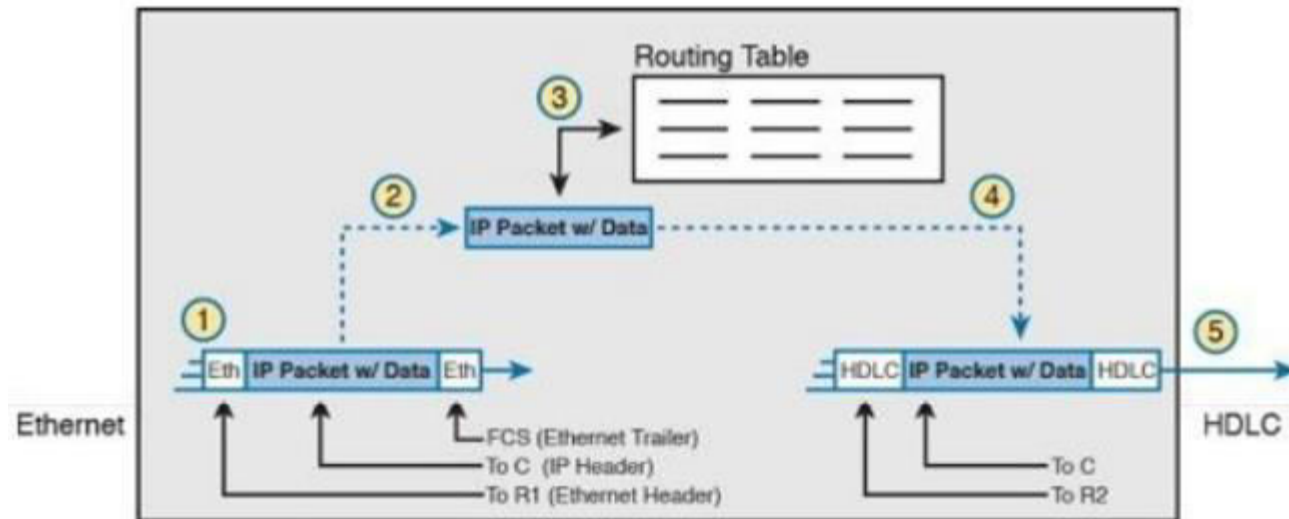 Routing Table
3
2
4
IP Packet w/ Data
1
5
Eth IP Packet w/ Data Eth
HDLC IP Packet w/ Data HDLC
Ethernet
HDLC
FCS (Ethernet Trailer)
To C (IP Header)
To R1 (Ethernet Header)
To C
To R2